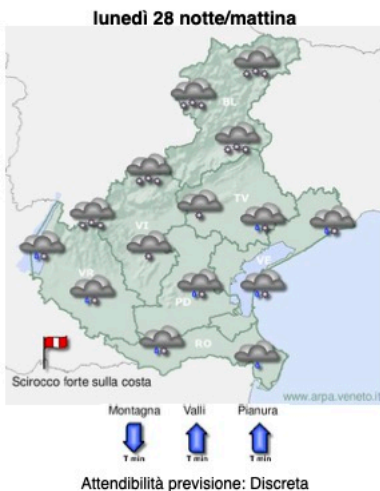 lunedì 28 notte/mattina
BL
TV
VI
VE
VR
PD
RO
Scirocco forte sulla costa
www.arpa.veneto.it
Montagna Valli Pianura
T min T min T min
Attendibilità previsione: Discreta